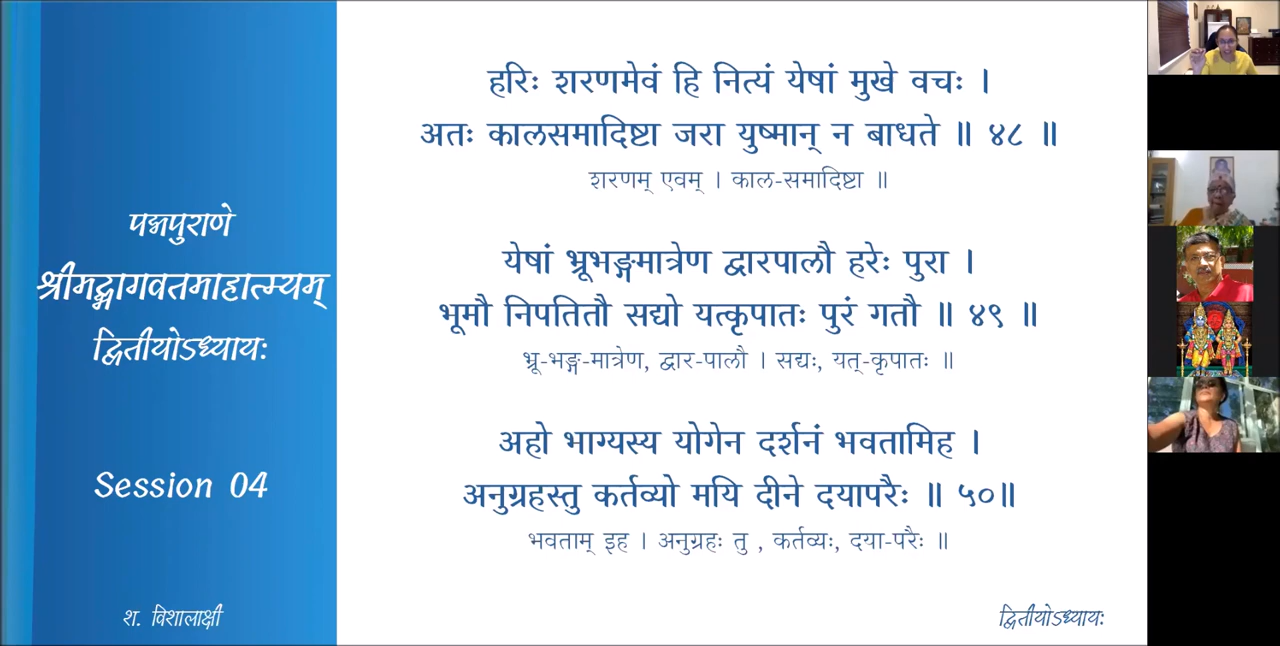 पद्मपुराणे
श्रीमद्भागवतमाहात्म्यम्
द्वितीयोऽध्यायः
Session 04
श. विशालाक्षी
हरिः शरणमेवं हि नित्यं येषां मुखे वचः ।
अतः कालसमादिष्टा जरा युष्मान् न बाधते ॥ ४८ ॥
शरणम् एवम् । काल-समादिष्टा ॥
येषां भ्रूभङ्गमात्रेण द्वारपालौ हरेः पुरा ।
भूमौ निपतितौ सद्यो यत्कृपातः पुरं गतौ ॥ ४९ ॥
भ्रू-भङ्ग-मात्रेण, द्वार-पालौ । सद्यः, यत्-कृपातः ॥
अहो भाग्यस्य योगेन दर्शनं भवतामिह ।
अनुग्रहस्तु कर्तव्यो मयि दीने दयापरैः ॥ ५०॥
भवताम् इह । अनुग्रहः तु , कर्तव्यः, दया-परैः ॥
द्वितीयोऽध्यायः